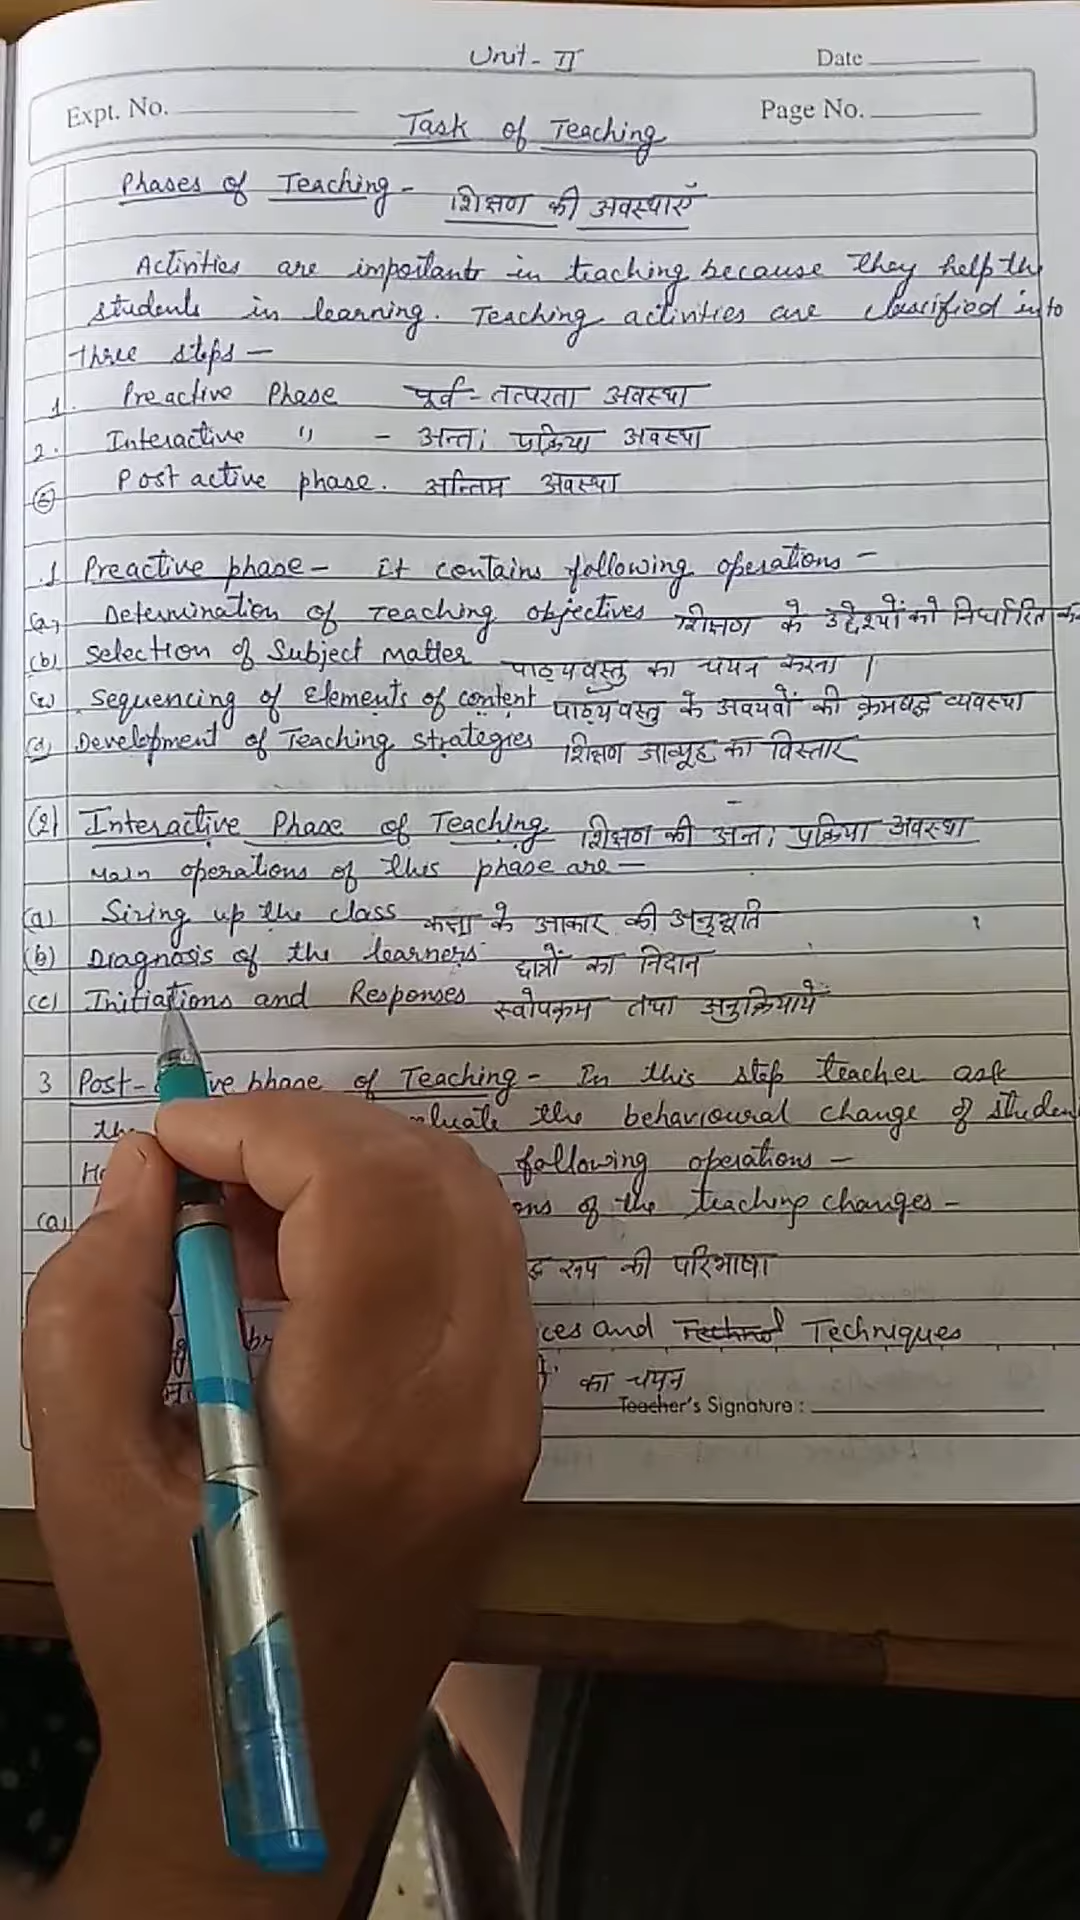 Unit - II
Date
Expt. No.
Page No.
Task of Teaching
Phases of Teaching - शिक्षण की अवस्थाएँ
Activities are important in teaching because they help the
students in learning. Teaching activities are classified into
three steps —
1. Preactive Phase पूर्व - तत्परता अवस्था
2. Interactive " - अन्त: प्रक्रिया अवस्था
Post active phase. अन्तिम अवस्था
.1 Preactive phase - it contains following operations -
(a) Determination of Teaching objectives शिक्षण के उद्देश्यों को निर्धारित
(b) Selection of Subject Matter पाठ्यवस्तु का चयन करना ।
(c) Sequencing of Elements of content पाठ्यवस्तु के अवयवों की क्रमबद्ध व्यवस्था
(d) Development of Teaching strategies शिक्षण आव्यूह का विस्तार
(2) Interactive Phase of Teaching शिक्षण की अन्त: प्रक्रिया अवस्था
Main operations of this phase are —
(a) Sizing up the class कक्षा के आकार की अनुभूति
(b) Diagnosis of the learners छात्रों का निदान
(c) Initiations and Responses स्वोपक्रम तथा अनुक्रियायें
3 Post- ve phase of Teaching - In this step teacher ask
the behavioural change of
following operations —
(a) of the teaching changes -
रूप की परिभाषा
and Techniques
का चयन
Teacher's Signature :